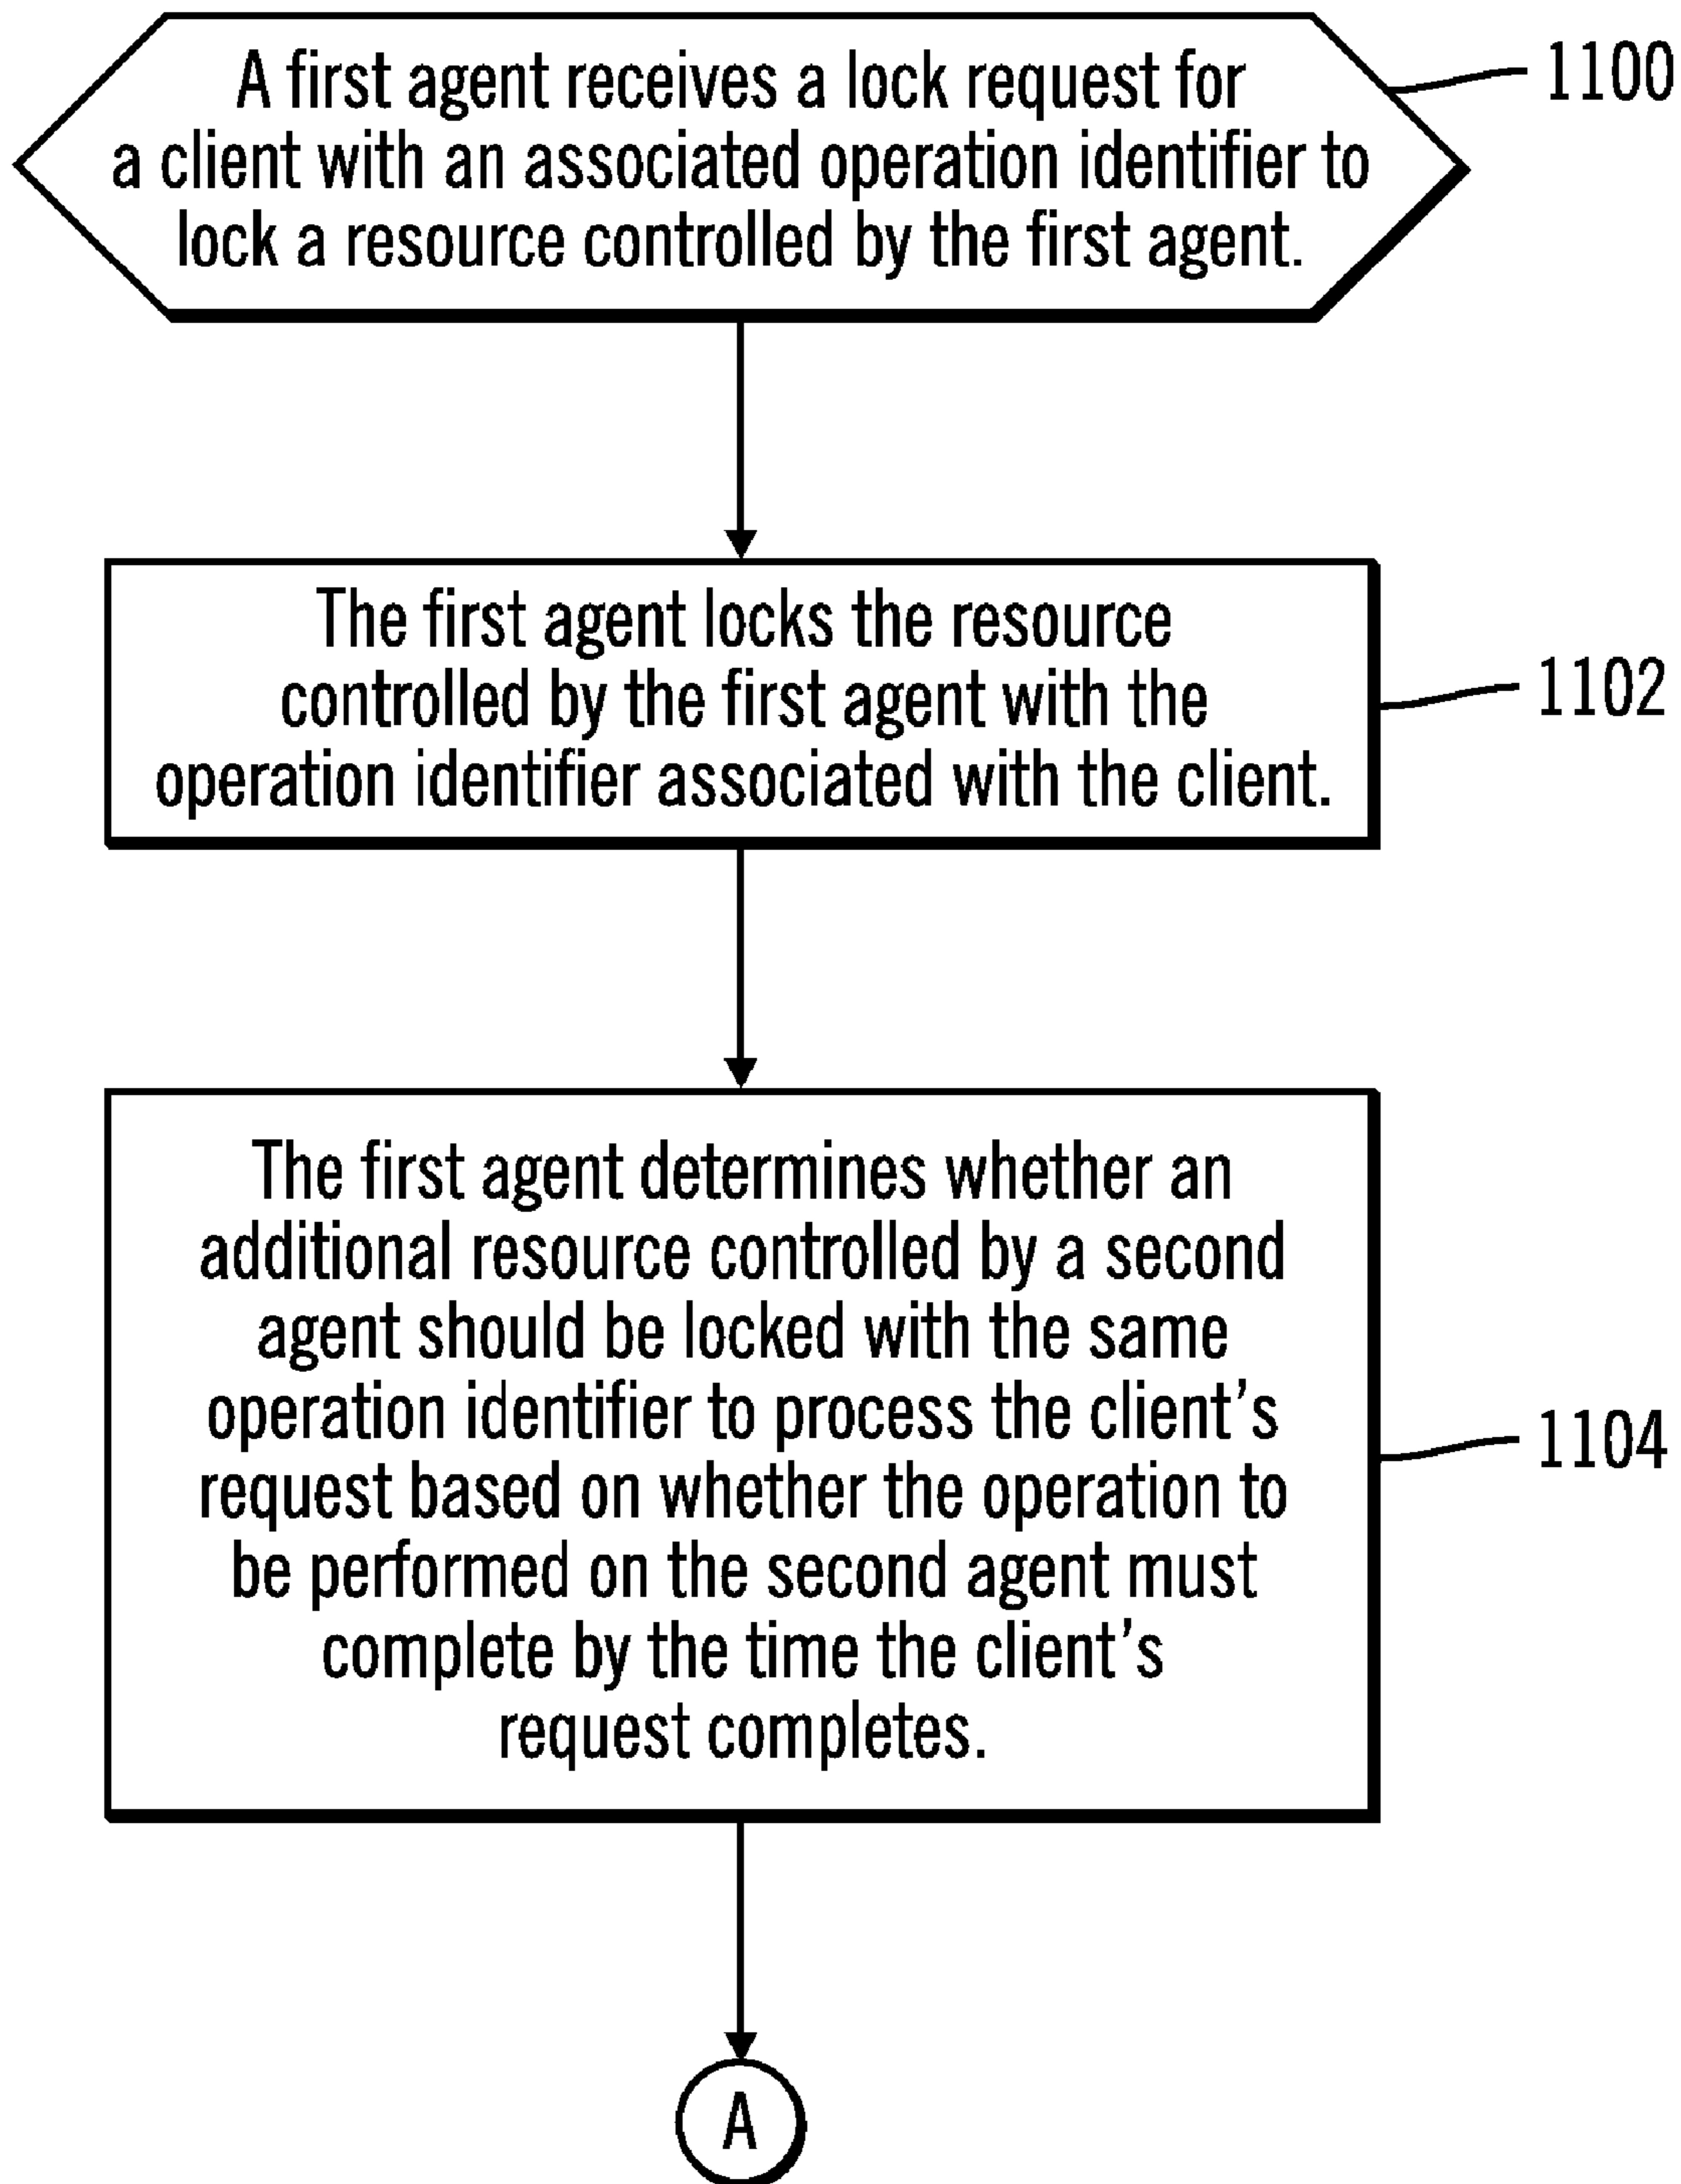 A first agent receives a lock request for
a client with an associated operation identifier to
lock a resource controlled by the first agent.
1100
The first agent locks the resource
controlled by the first agent with the
operation identifier associated with the client.
1102
The first agent determines whether an
additional resource controlled by a second
agent should be locked with the same
operation identifier to process the client's
request based on whether the operation to
be performed on the second agent must
complete by the time the client's
request completes.
1104
A